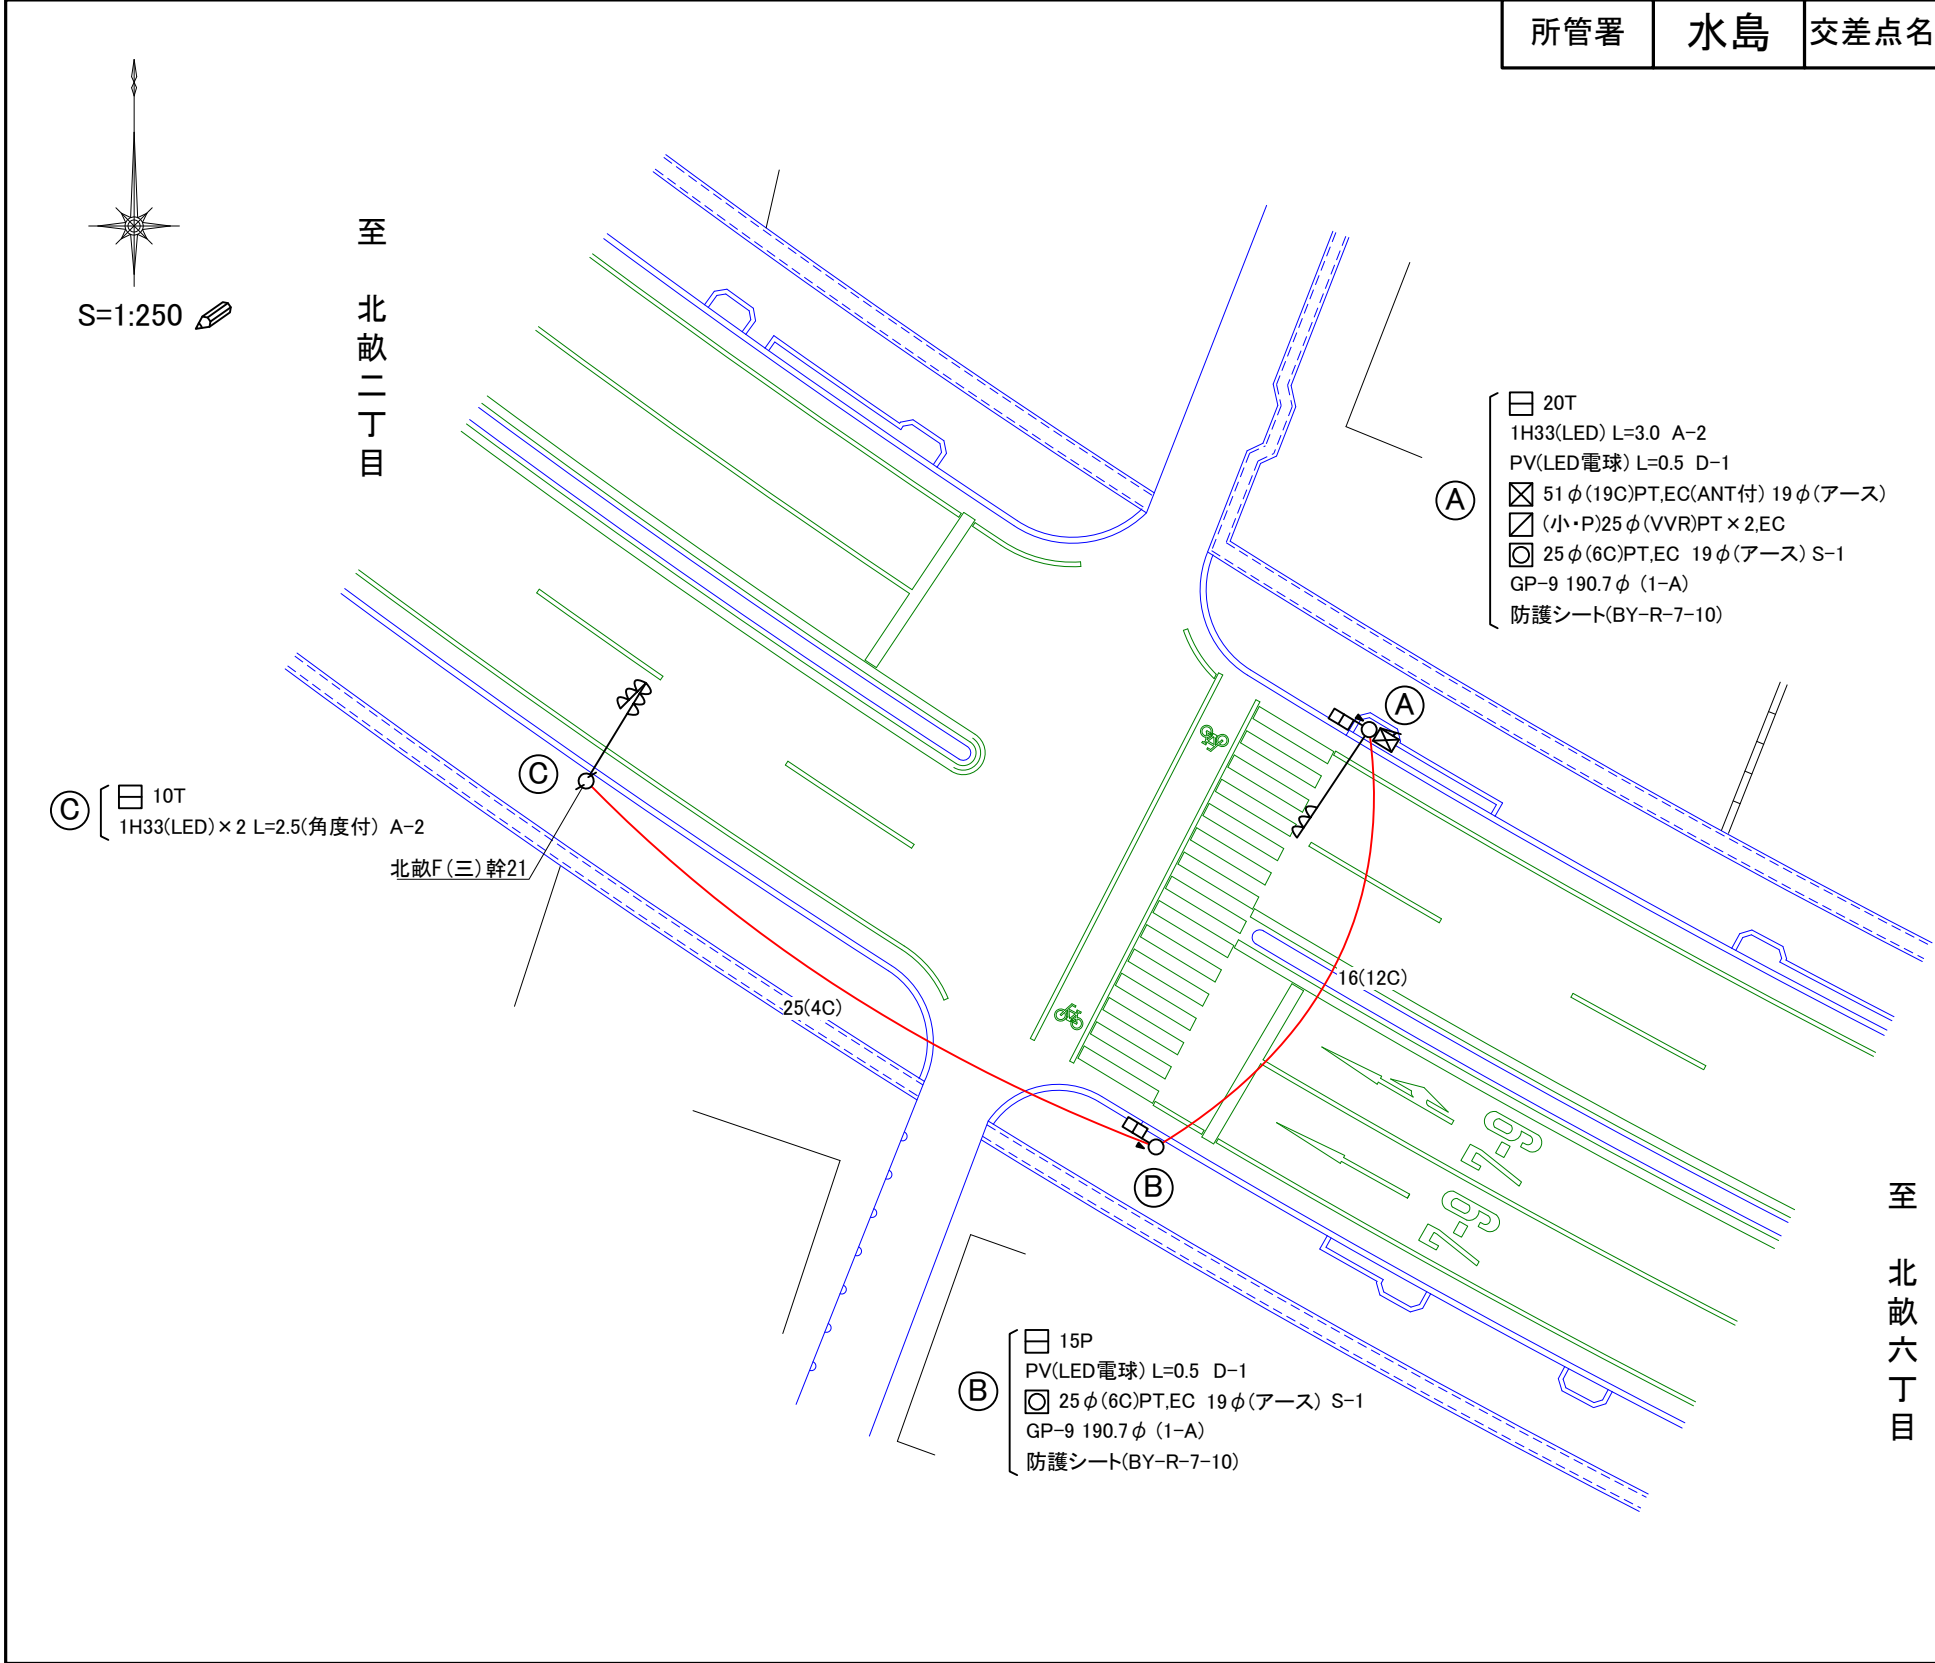 所管署 水島 交差点名
S=1:250
至 北畝二丁目
Ⓐ
20T
1H33(LED) L=3.0 A-2
PV(LED電球) L=0.5 D-1
51φ(19C)PT,EC(ANT付) 19φ(アース)
(小・P)25φ(VVR)PT×2,EC
25φ(6C)PT,EC 19φ(アース) S-1
GP-9 190.7φ (1-A)
防護シート(BY-R-7-10)
Ⓐ
Ⓒ
Ⓒ
10T
1H33(LED)×2 L=2.5(角度付) A-2
北畝F(三)幹21
25(4C)
16(12C)
7-9
7-9
Ⓑ
至 北畝六丁目
Ⓑ
15P
PV(LED電球) L=0.5 D-1
25φ(6C)PT,EC 19φ(アース) S-1
GP-9 190.7φ (1-A)
防護シート(BY-R-7-10)